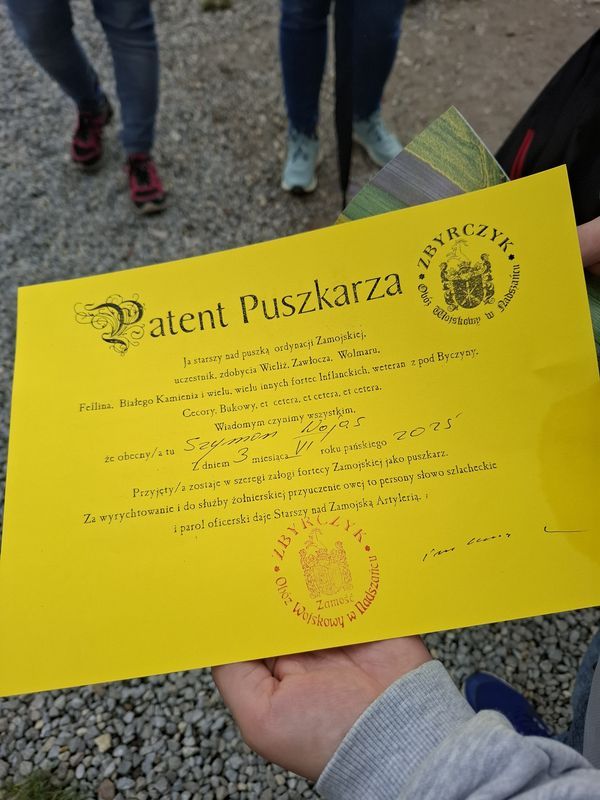 Patent Puszkarza
ZBYRCZYK
Obóz Wojskowy w Nadszańcu
Ja starszy nad puszką ordynacji Zamojskiej,
uczestnik, zdobycia Wieliż, Zawłocza, Wolmaru,
Fellina, Białego Kamienia i wielu, wielu innych fortec Inflanckich, weteran z pod Byczyny,
Cecory, Bukowy, et cetera, et cetera, et cetera.
Wiadomym czynimy wszystkim,
że obecny/a tu Szymon Wojas
z dniem 3 miesiąca VI roku pańskiego 2025
Przyjęty/a zostaje w szeregi załogi fortecy Zamojskiej jako puszkarz.
Za wyrychtowanie i do służby żołnierskiej przyuczenie owej to persony słowo szlacheckie
i parol oficerski daje Starszy nad Zamojską Artylerią, i
ZBYRCZYK
Zamość
Obóz Wojskowy w Nadszańcu